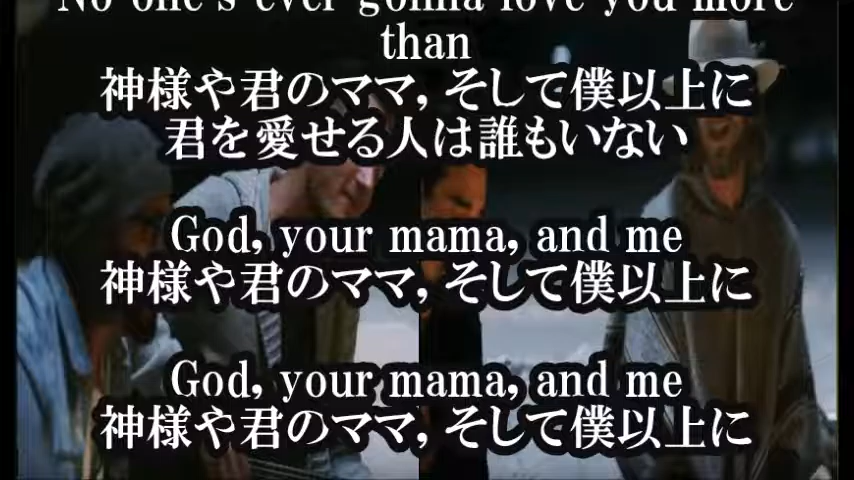 No one's ever gonna love you more
than
神様や君のママ, そして僕以上に
君を愛せる人は誰もいない
God, your mama, and me
神様や君のママ, そして僕以上に
God, your mama, and me
神様や君のママ, そして僕以上に